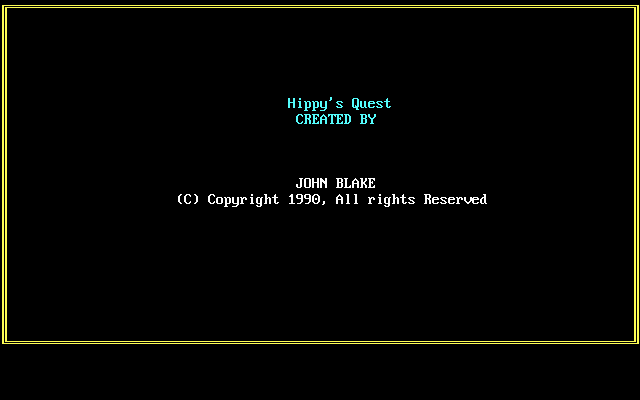 Hippy's Quest
CREATED BY
JOHN BLAKE
(C) Copyright 1990, All rights Reserved